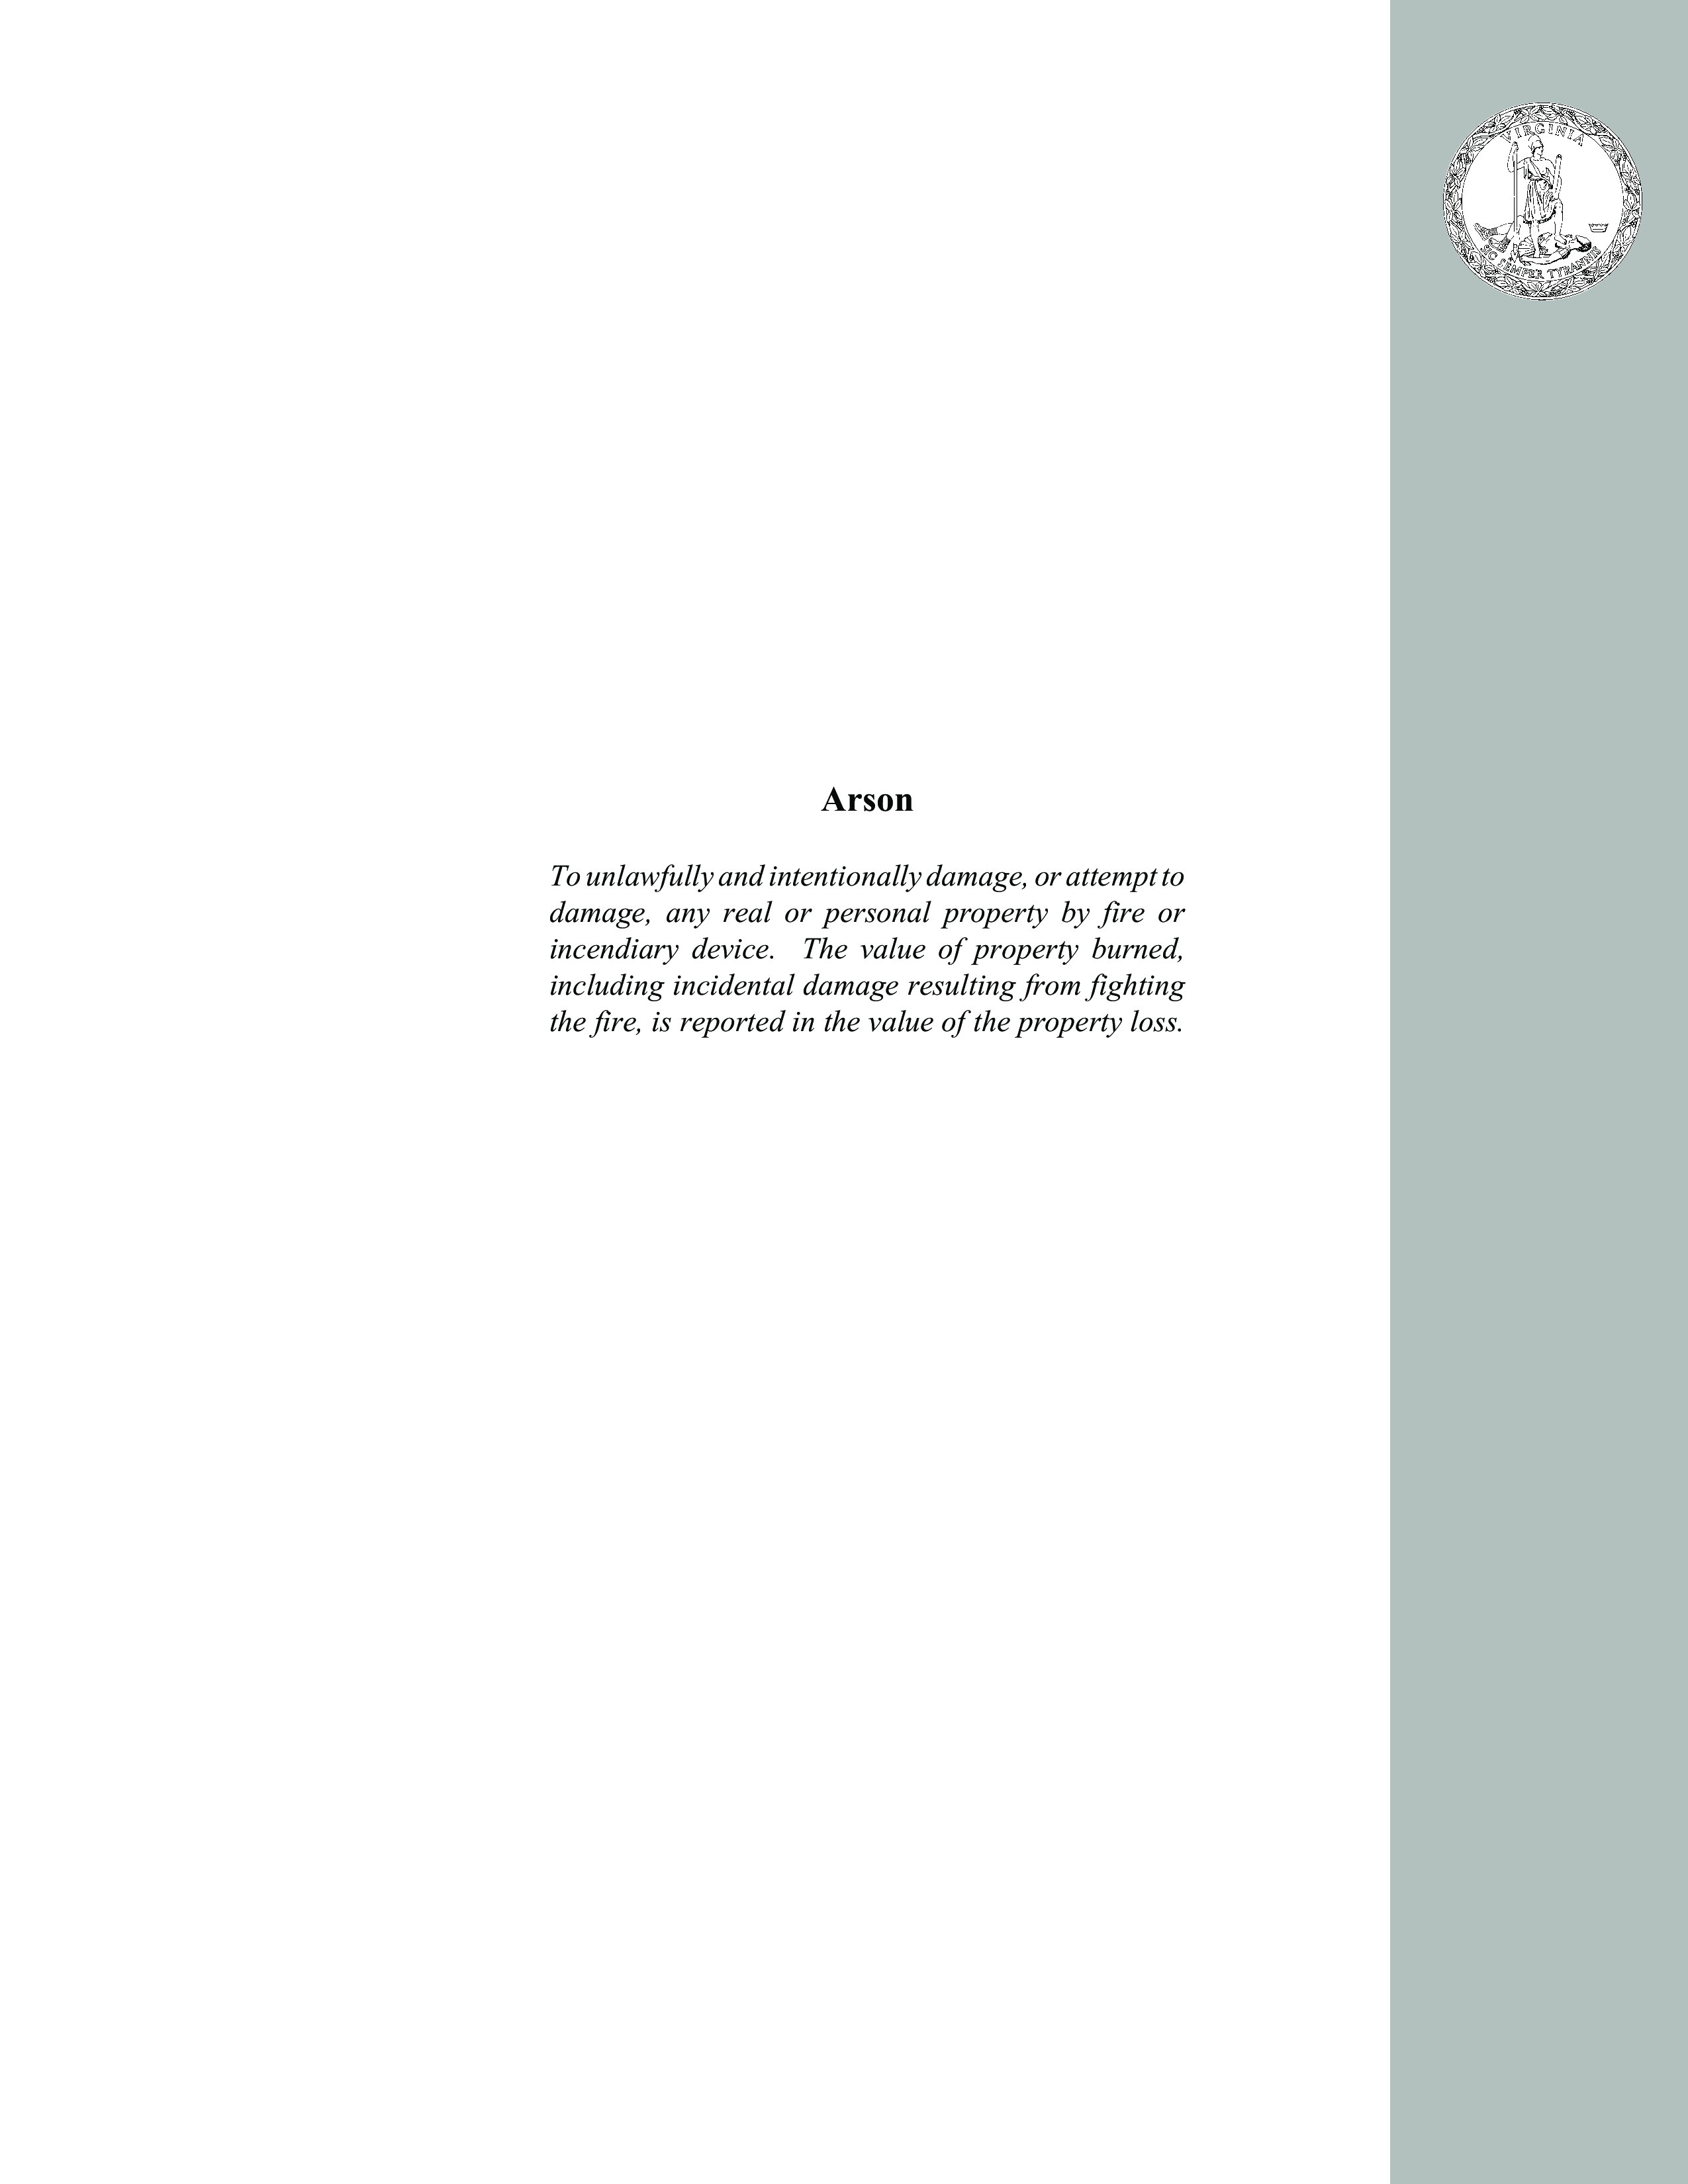 VIRGINIA
SIC SEMPER TYRANNIS
Arson
To unlawfully and intentionally damage, or attempt to
damage, any real or personal property by fire or
incendiary device. The value of property burned,
including incidental damage resulting from fighting
the fire, is reported in the value of the property loss.